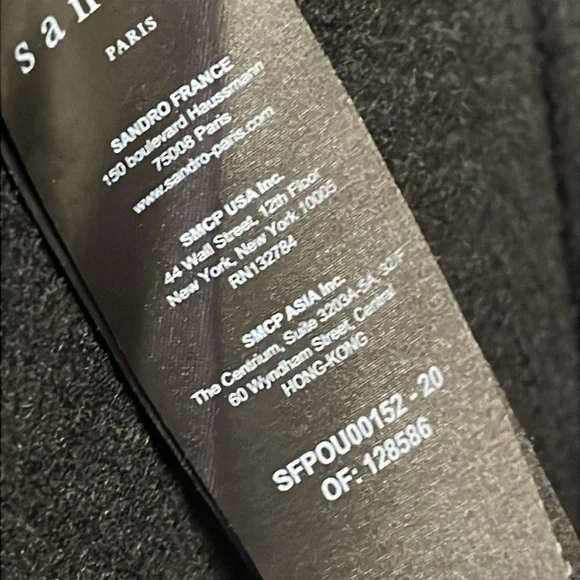 san
PARIS
SANDRO FRANCE
150 boulevard Haussmann
75008 Paris
www.sandro-paris.com
SMCP USA Inc.
44 Wall Street, 12th Floor
New York, New York 10005
RN132784
SMCP ASIA Inc.
The Centrium, Suite 3203A-5A, 32/F
60 Wyndham Street, Central
HONG-KONG
SFPOU00152 - 20
OF: 128586